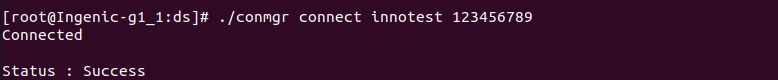 [root@Ingenic-g1_1:ds]# ./conmgr connect innotest 123456789
Connected
Status : Success